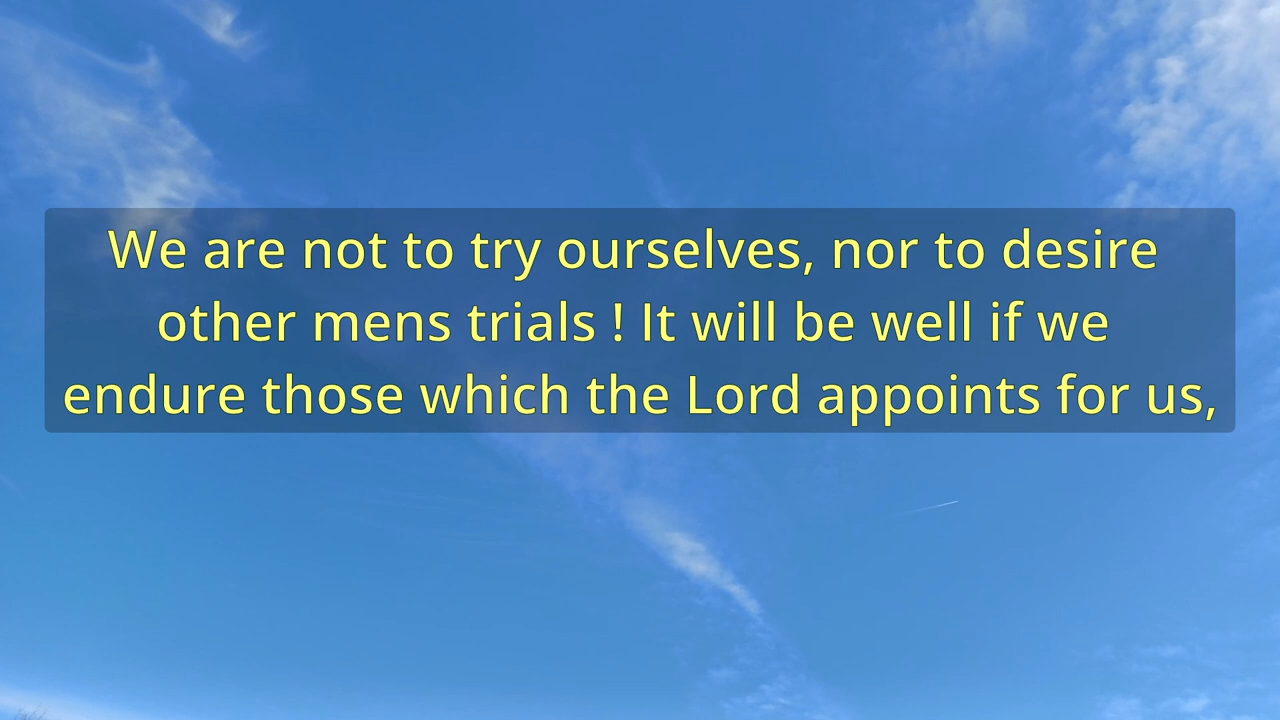 We are not to try ourselves, nor to desire
other mens trials ! It will be well if we
endure those which the Lord appoints for us,